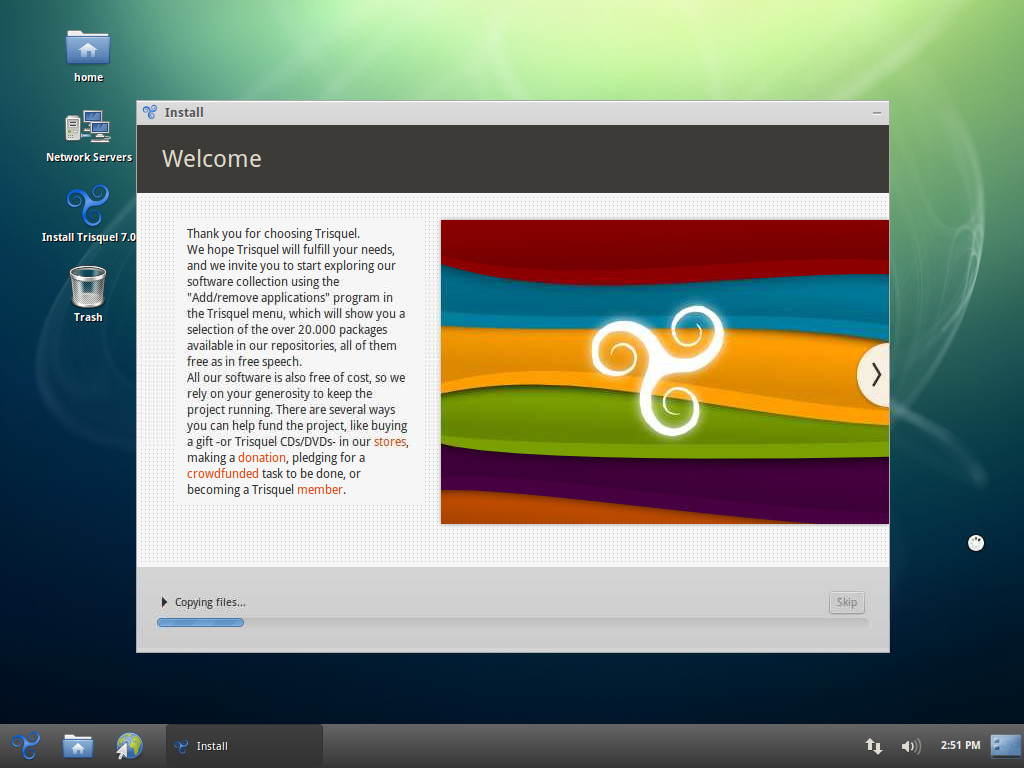 home
Network Servers
Install Trisquel 7.0
Trash
Install
Welcome
Thank you for choosing Trisquel.
We hope Trisquel will fulfill your needs,
and we invite you to start exploring our
software collection using the
"Add/remove applications" program in
the Trisquel menu, which will show you a
selection of the over 20.000 packages
available in our repositories, all of them
free as in free speech.
All our software is also free of cost, so we
rely on your generosity to keep the
project running. There are several ways
you can help fund the project, like buying
a gift -or Trisquel CDs/DVDs- in our stores,
making a donation, pledging for a
crowdfunded task to be done, or
becoming a Trisquel member.
Copying files...
Skip
Install
2:51 PM